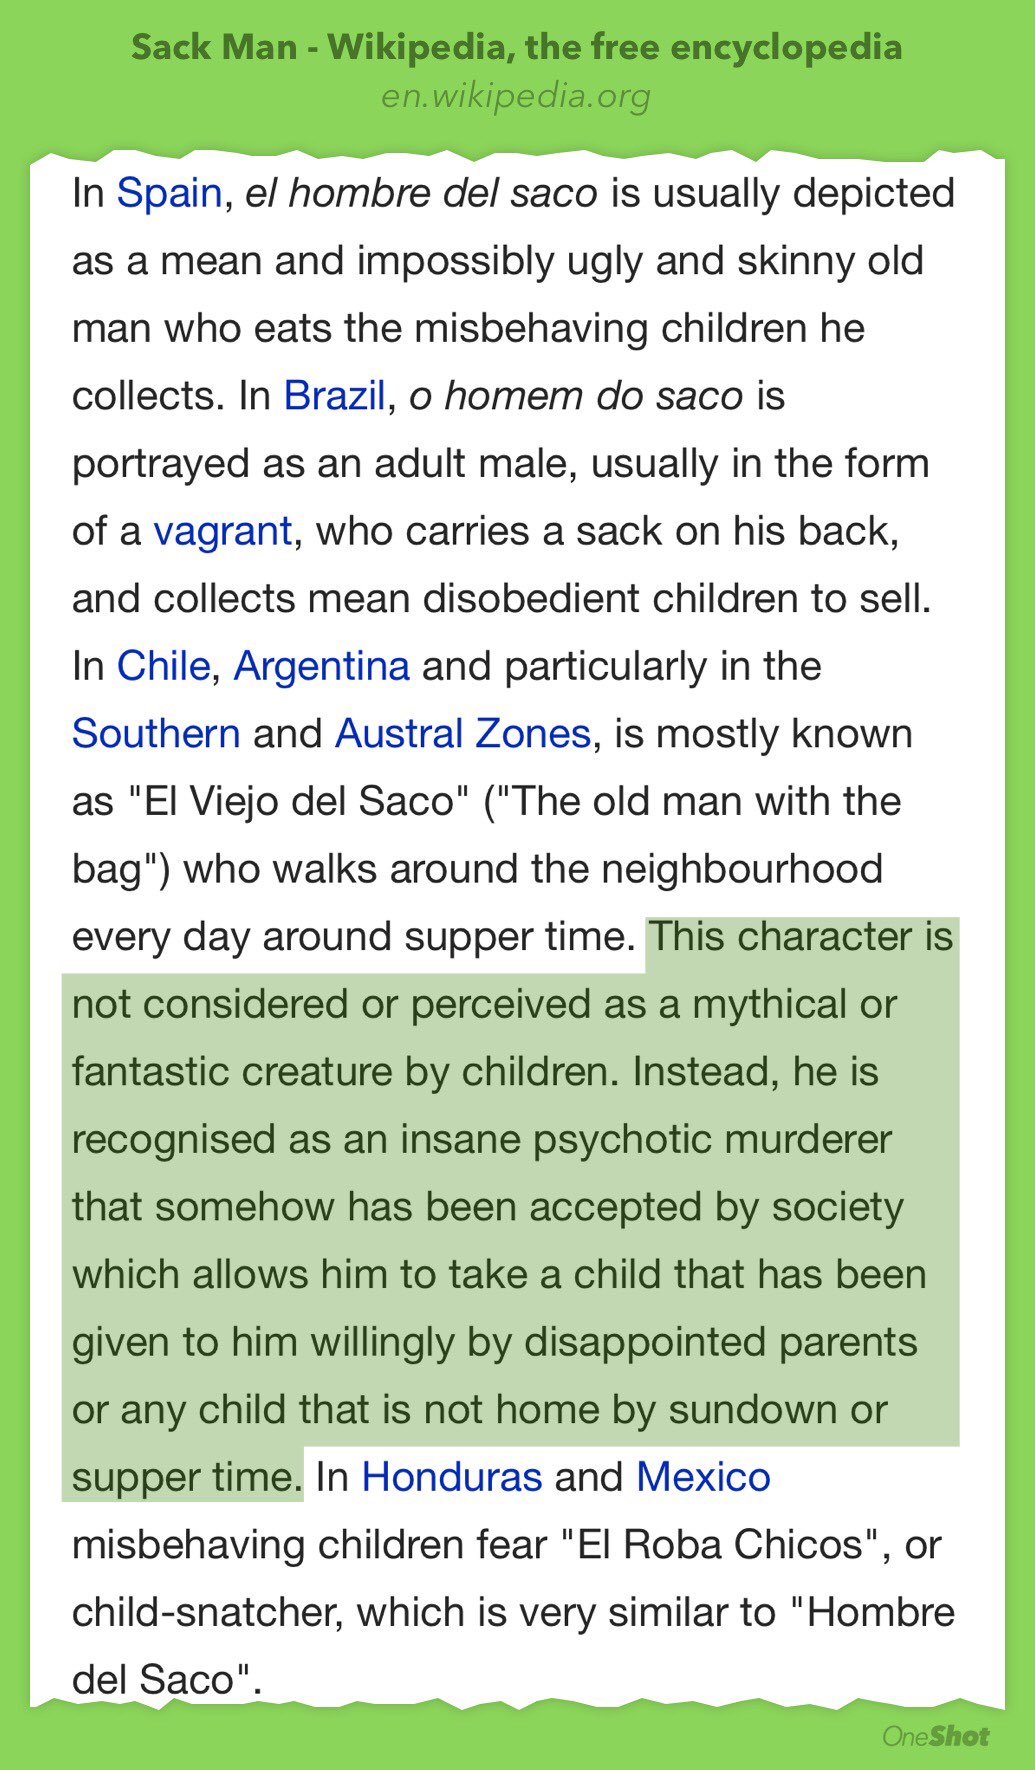 Sack Man - Wikipedia, the free encyclopedia
en.wikipedia.org
In Spain, el hombre del saco is usually depicted
as a mean and impossibly ugly and skinny old
man who eats the misbehaving children he
collects. In Brazil, o homem do saco is
portrayed as an adult male, usually in the form
of a vagrant, who carries a sack on his back,
and collects mean disobedient children to sell.
In Chile, Argentina and particularly in the
Southern and Austral Zones, is mostly known
as "El Viejo del Saco" ("The old man with the
bag") who walks around the neighbourhood
every day around supper time. This character is
not considered or perceived as a mythical or
fantastic creature by children. Instead, he is
recognised as an insane psychotic murderer
that somehow has been accepted by society
which allows him to take a child that has been
given to him willingly by disappointed parents
or any child that is not home by sundown or
supper time. In Honduras and Mexico
misbehaving children fear "El Roba Chicos", or
child-snatcher, which is very similar to "Hombre
del Saco".
OneShot